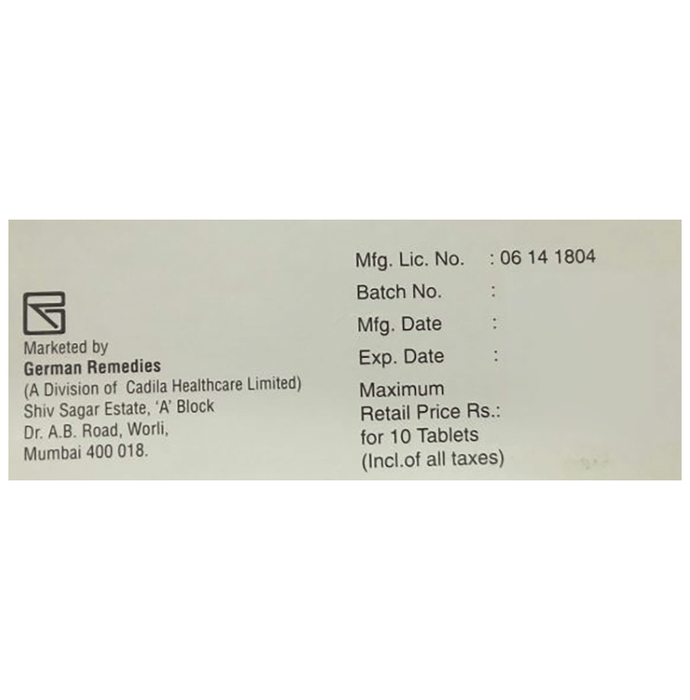 Marketed by
German Remedies
(A Division of Cadila Healthcare Limited)
Shiv Sagar Estate, 'A' Block
Dr. A.B. Road, Worli,
Mumbai 400 018.
Mfg. Lic. No. : 06 14 1804
Batch No. :
Mfg. Date :
Exp. Date :
Maximum
Retail Price Rs.:
for 10 Tablets
(Incl.of all taxes)